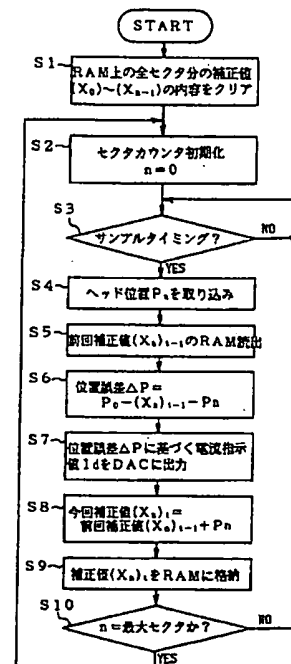 START
S1
RAM上の全セクタ分の補正値
(X₀)〜(Xₙ₋₁)の内容をクリア
S2
セクタカウンタ初期化
n=0
S3
サンプルタイミング?
NO
YES
S4
ヘッド位置Pₙを取り込み
S5
前回補正値(Xₙ)ᵢ₋₁のRAM読出
S6
位置誤差△P=
P₀−(Xₙ)ᵢ₋₁−Pn
S7
位置誤差△Pに基づく電流指示
値IdをDACに出力
S8
今回補正値(Xₙ)ᵢ=
前回補正値(Xₙ)ᵢ₋₁+Pn
S9
補正値(Xₙ)ᵢをRAMに格納
S10
n=最大セクタか?
NO
YES